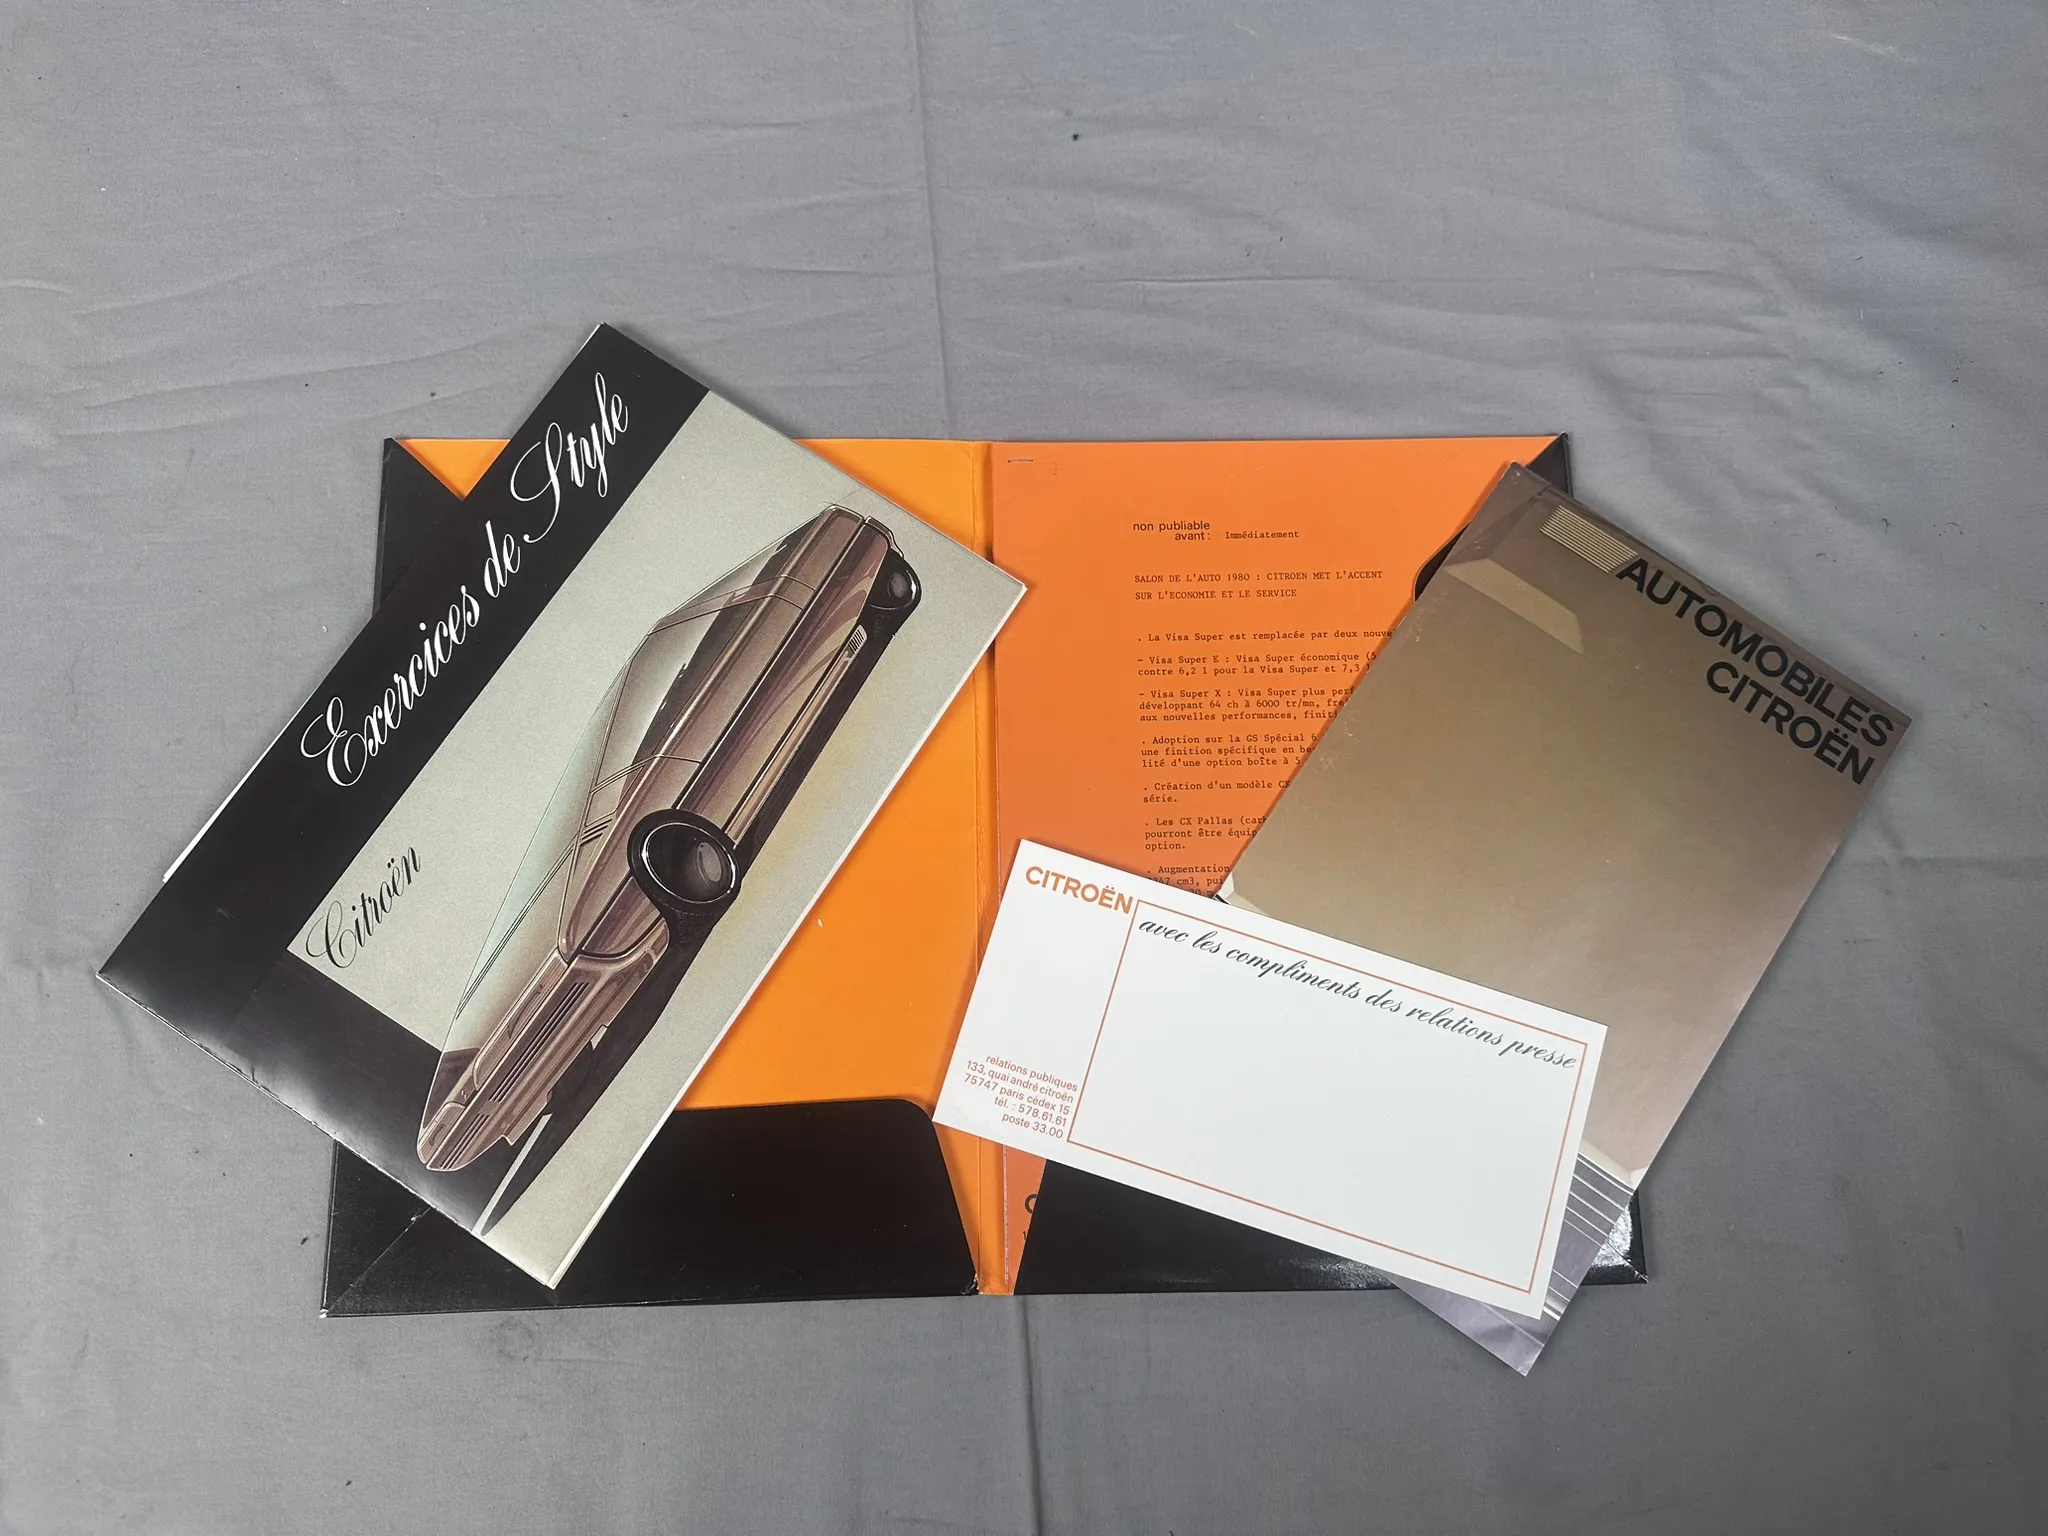 Exercices de Style
Citroën
non publiable
avant : Immédiatement
SALON DE L'AUTO 1980 : CITROEN MET L'ACCENT
SUR L'ECONOMIE ET LE SERVICE
. La Visa Super est remplacée par deux
- Visa Super E : Visa Super économique (5
contre 6,2 l pour la Visa Super et 7,3
- Visa Super X : Visa Super plus
développant 64 ch à 6000 tr/mn,
aux nouvelles performances,
. Adoption sur la GS Spécial
une finition spécifique en
lité d'une option boîte à 5
. Création d'un modèle CX
série.
. Les CX Pallas
pourront être
option.
. Augmentation
cm3,
AUTOMOBILES
CITROËN
CITROËN
avec les compliments des relations presse
relations publiques
133, quai andré citroën
75747 paris cédex 15
tél. : 578.61.61
poste 33.00